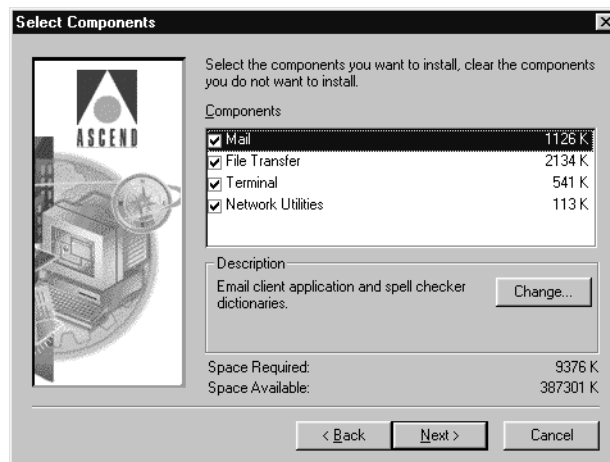 Select Components
ASCEND
Select the components you want to install, clear the components
you do not want to install.
Components
Mail 1126 K
File Transfer 2134 K
Terminal 541 K
Network Utilities 113 K
Description
Email client application and spell checker
dictionaries.
Change...
Space Required: 9376 K
Space Available: 387301 K
< Back Next > Cancel